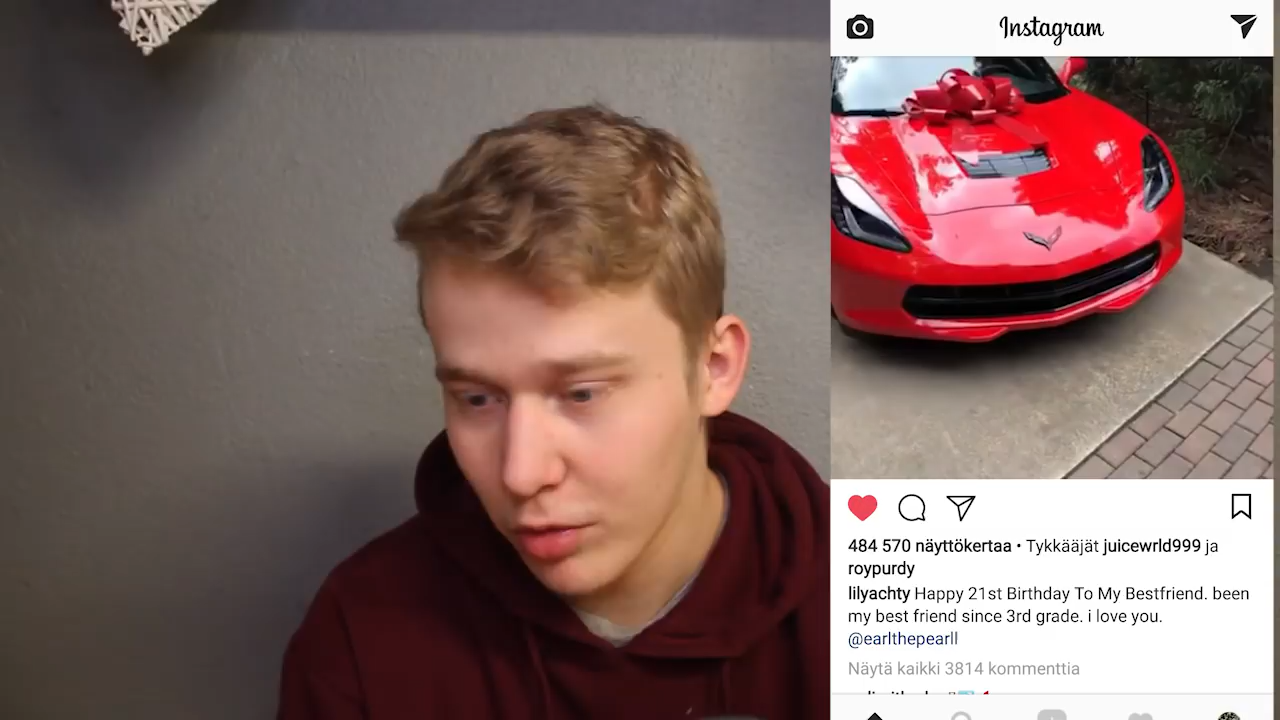 Instagram
484 570 näyttökertaa • Tykkääjät juicewrld999 ja
roypurdy
lilyachty Happy 21st Birthday To My Bestfriend. been
my best friend since 3rd grade. i love you.
@earlthepearll
Näytä kaikki 3814 kommenttia